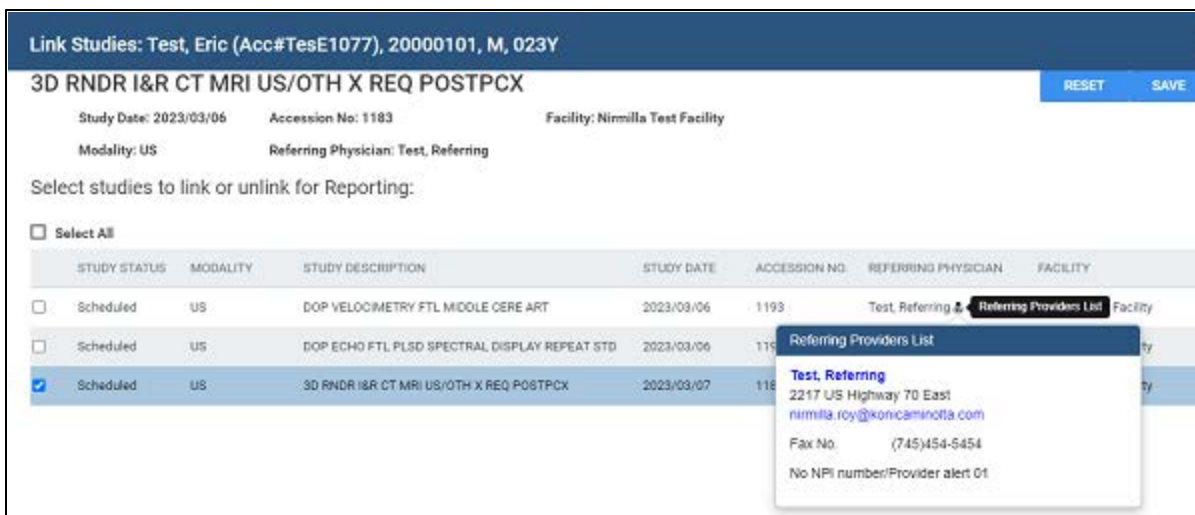 Link Studies: Test, Eric (Acc#TesE1077), 20000101, M, 023Y
3D RNDR I&R CT MRI US/OTH X REQ POSTPCX
RESET SAVE
Study Date: 2023/03/06 Accession No: 1183 Facility: Nirmilla Test Facility
Modality: US Referring Physician: Test, Referring
Select studies to link or unlink for Reporting:
Select All
STUDY STATUS MODALITY STUDY DESCRIPTION STUDY DATE ACCESSION NO. REFERRING PHYSICIAN FACILITY
Scheduled US DOP VELOCIMETRY FTL MIDDLE CERE ART 2023/03/06 1193 Test, Referring Referring Providers List Facility
Scheduled US DOP ECHO FTL PLSD SPECTRAL DISPLAY REPEAT STD 2023/03/06 119 ty
Scheduled US 3D RNDR I&R CT MRI US/OTH X REQ POSTPCX 2023/03/07 118 ty
Referring Providers List
Test, Referring
2217 US Highway 70 East
nirmilla.roy@konicaminolta.com
Fax No. (745)454-5454
No NPI number/Provider alert 01